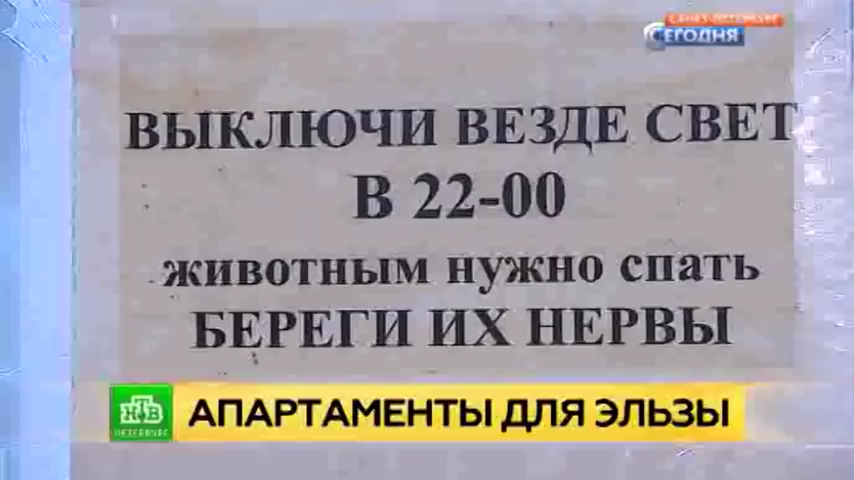 САНКТ-ПЕТЕРБУРГ
СЕГОДНЯ
ВЫКЛЮЧИ ВЕЗДЕ СВЕТ
В 22-00
животным нужно спать
БЕРЕГИ ИХ НЕРВЫ
НТВ
ПЕТЕРБУРГ
АПАРТАМЕНТЫ ДЛЯ ЭЛЬЗЫ